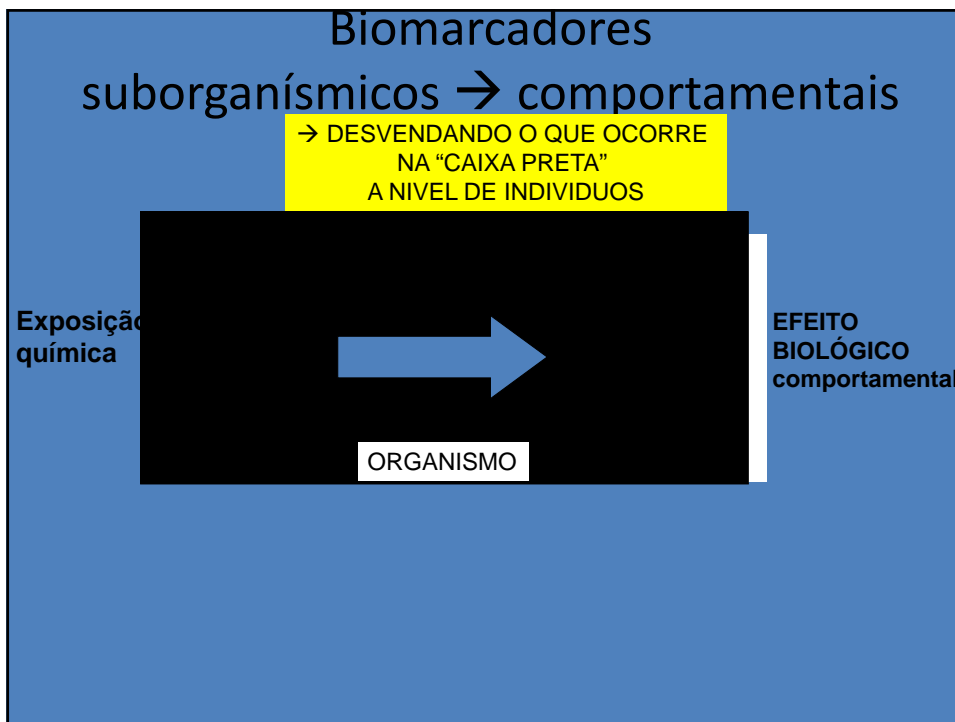 Biomarcadores
suborganísmicos → comportamentais
→ DESVENDANDO O QUE OCORRE
NA “CAIXA PRETA”
A NIVEL DE INDIVIDUOS
Exposição
química
EFEITO
BIOLÓGICO
comportamental
ORGANISMO